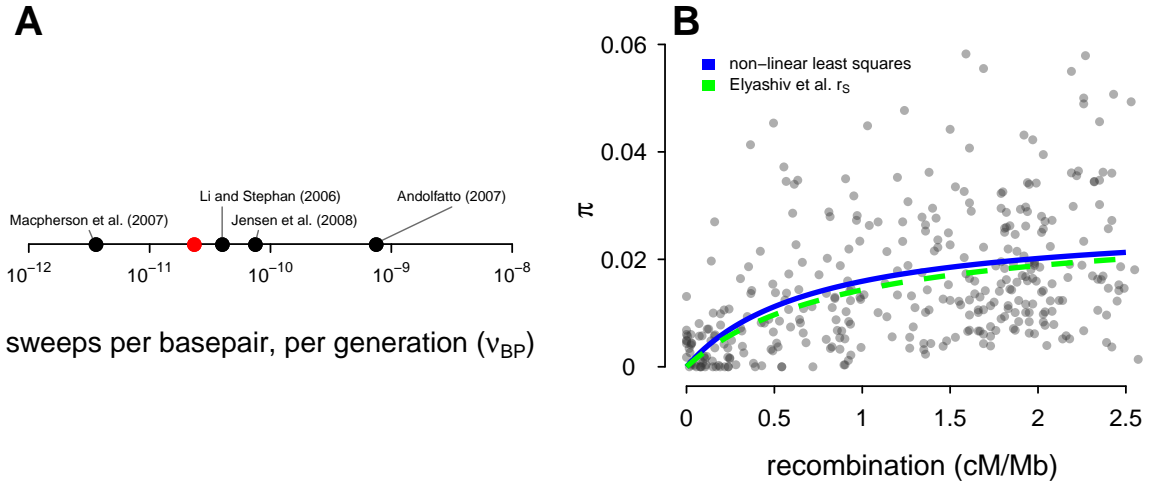 A
Li and Stephan (2006)
Andolfatto (2007)
Macpherson et al. (2007)
Jensen et al. (2008)
10−12
10−11
10−10
10−9
10−8
sweeps per basepair, per generation (νBP)
B
non−linear least squares
Elyashiv et al. rS
0.06
0.04
0.02
0
π
0
0.5
1
1.5
2
2.5
recombination (cM/Mb)